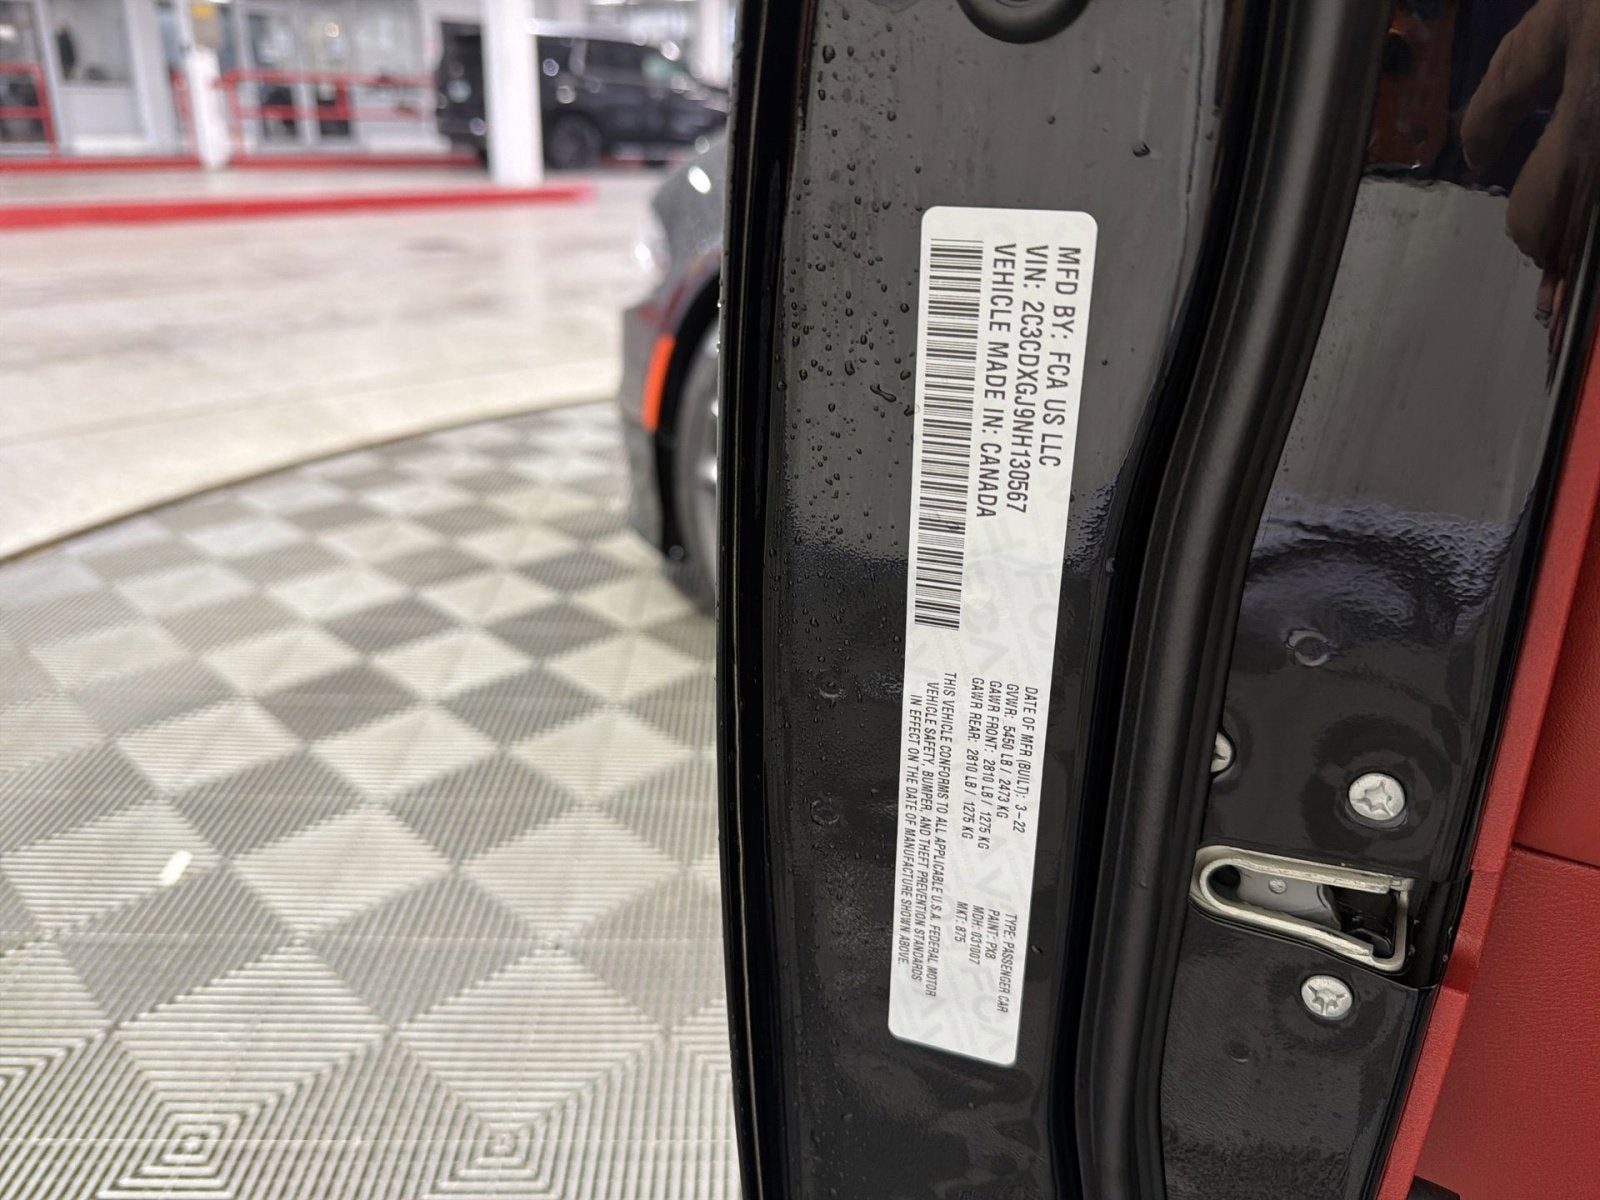 MFD BY: FCA US LLC
VIN: 2C3CDXGJ9NH130567
VEHICLE MADE IN: CANADA
DATE OF MFR (BUILT): 3-22
GVWR: 5450 LB / 2473 KG
GAWR FRONT: 2810 LB / 1275 KG
GAWR REAR: 2810 LB / 1275 KG
TYPE: PASSENGER CAR
PAINT: PX8
MDH: 031007
MKT: 875
THIS VEHICLE CONFORMS TO ALL APPLICABLE U.S.A. FEDERAL MOTOR
VEHICLE SAFETY, BUMPER, AND THEFT PREVENTION STANDARDS
IN EFFECT ON THE DATE OF MANUFACTURE SHOWN ABOVE.